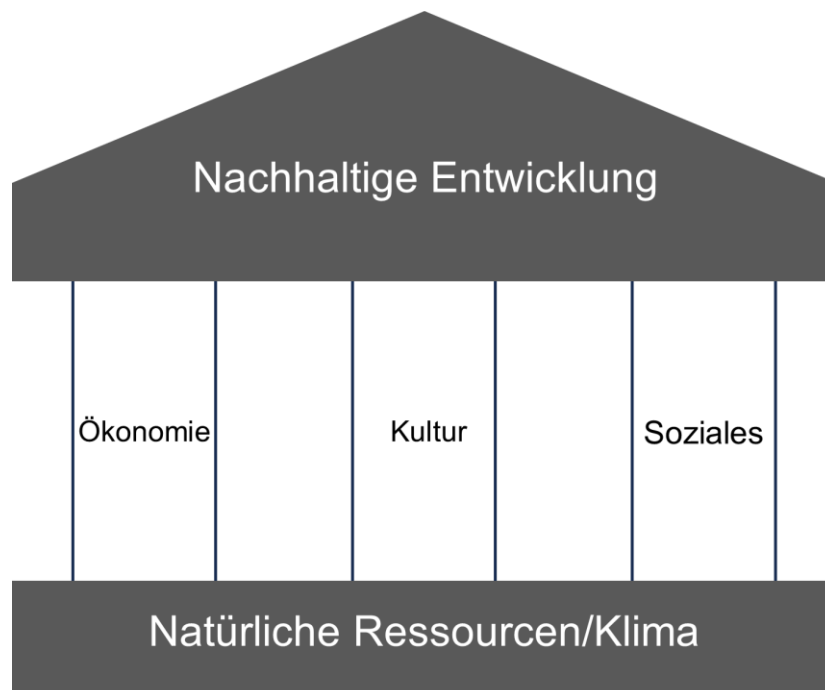 Nachhaltige Entwicklung
Ökonomie
Kultur
Soziales
Natürliche Ressourcen/Klima